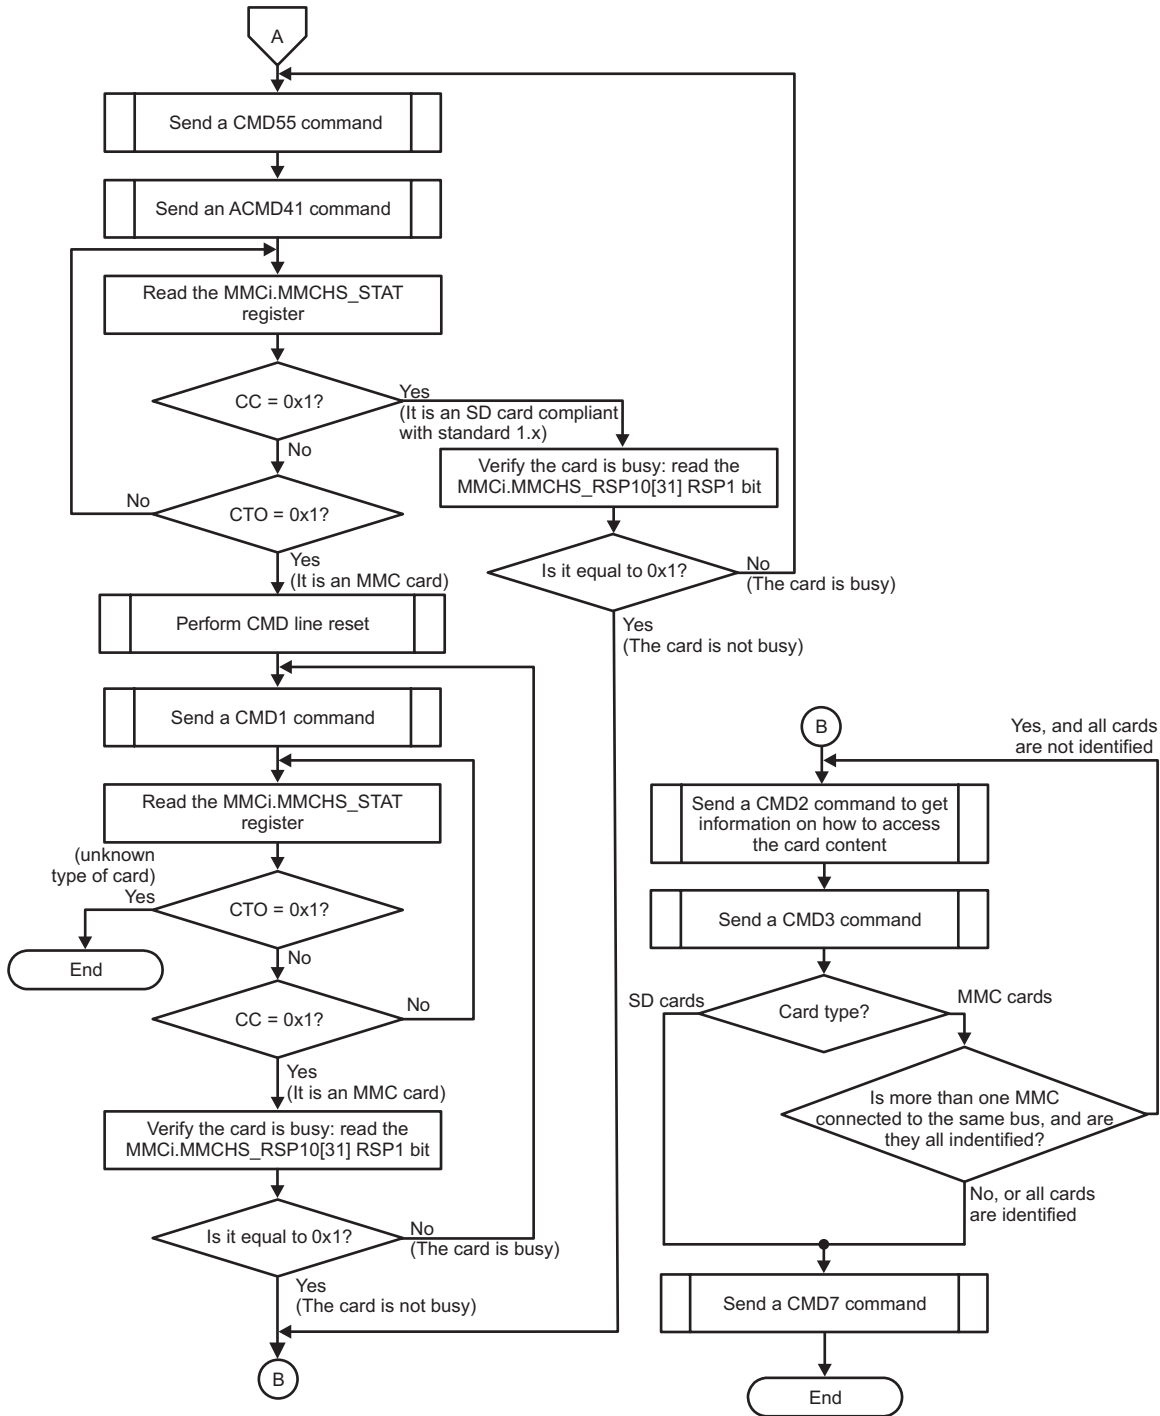 A
Send a CMD55 command
Send an ACMD41 command
Read the MMCi.MMCHS_STAT
register
CC = 0x1?
Yes
(It is an SD card compliant
with standard 1.x)
No
Verify the card is busy: read the
MMCi.MMCHS_RSP10[31] RSP1 bit
No
CTO = 0x1?
Yes
(It is an MMC card)
Is it equal to 0x1?
No
(The card is busy)
Yes
(The card is not busy)
Perform CMD line reset
Send a CMD1 command
Read the MMCi.MMCHS_STAT
register
(unknown
type of card)
Yes
CTO = 0x1?
End
No
CC = 0x1?
No
Yes
(It is an MMC card)
Verify the card is busy: read the
MMCi.MMCHS_RSP10[31] RSP1 bit
Is it equal to 0x1?
No
(The card is busy)
Yes
(The card is not busy)
B
B
Yes, and all cards
are not identified
Send a CMD2 command to get
information on how to access
the card content
Send a CMD3 command
SD cards
Card type?
MMC cards
Is more than one MMC
connected to the same bus, and are
they all indentified?
No, or all cards
are identified
Send a CMD7 command
End